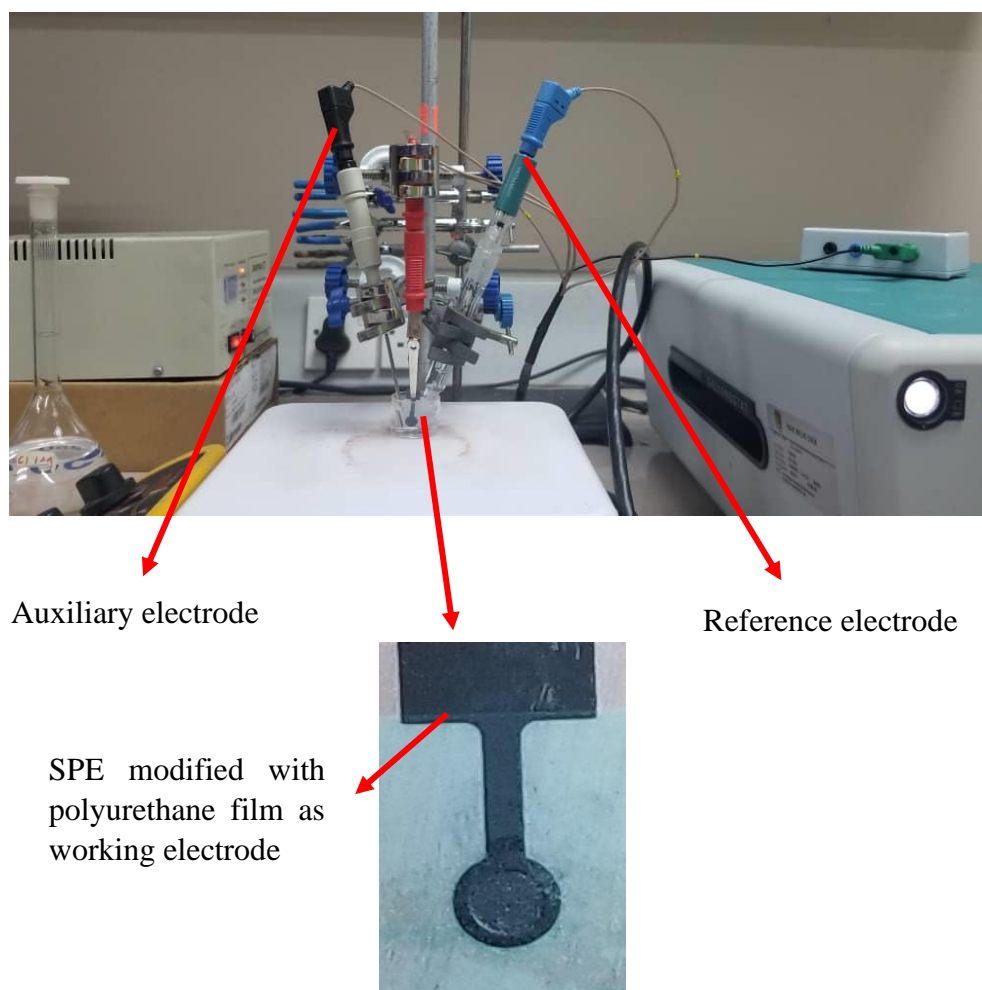 Auxiliary electrode
Reference electrode
SPE modified with
polyurethane film as
working electrode